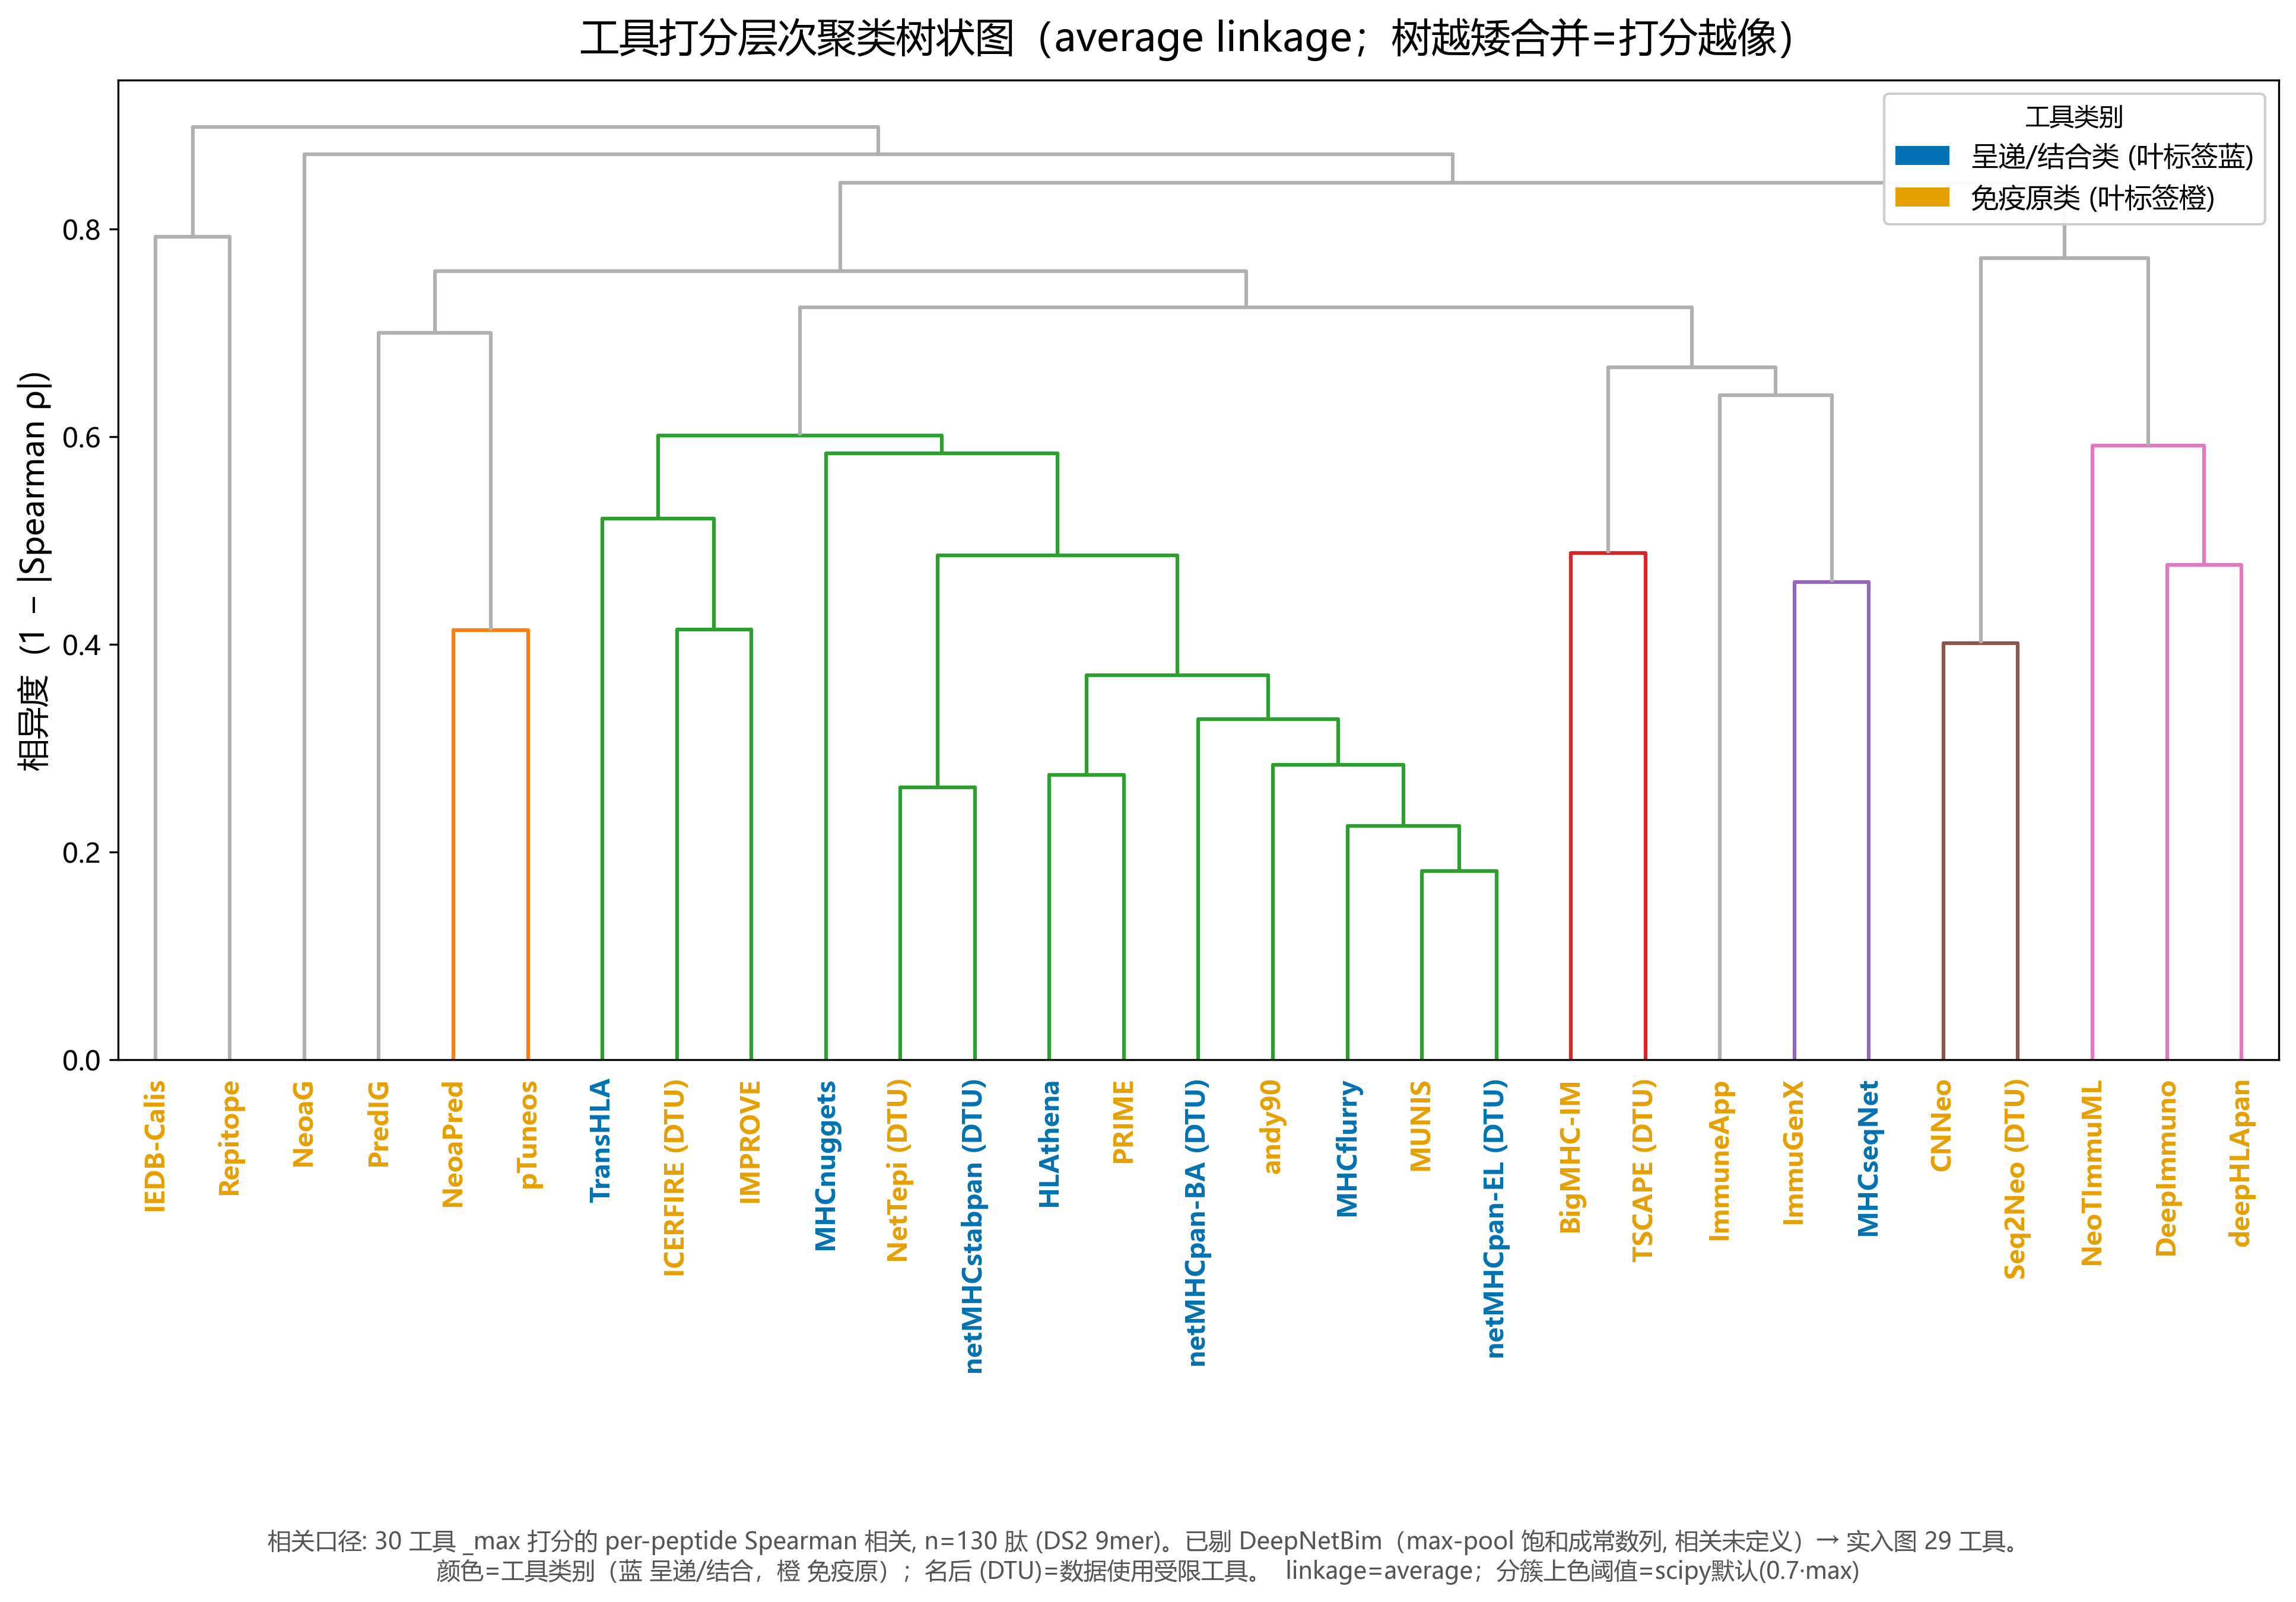 工具打分层次聚类树状图（average linkage；树越矮合并=打分越像）
工具类别
呈递/结合类 (叶标签蓝)
免疫原类 (叶标签橙)
相异度（1 − |Spearman ρ|)
0.8
0.6
0.4
0.2
0.0
IEDB-Calis
Repitope
NeoaG
PredIG
NeoaPred
pTuneos
TransHLA
ICERFIRE (DTU)
IMPROVE
MHCnuggets
NetTepi (DTU)
netMHCstabpan (DTU)
HLAthena
PRIME
netMHCpan-BA (DTU)
andy90
MHCflurry
MUNIS
netMHCpan-EL (DTU)
BigMHC-IM
TSCAPE (DTU)
ImmuneApp
ImmuGenX
MHCseqNet
CNNeo
Seq2Neo (DTU)
NeoTImmuML
DeepImmuno
deepHLApan
相关口径: 30 工具 _max 打分的 per-peptide Spearman 相关, n=130 肽 (DS2 9mer)。已剔 DeepNetBim（max-pool 饱和成常数列, 相关未定义）→ 实入图 29 工具。
颜色=工具类别（蓝 呈递/结合，橙 免疫原）；名后 (DTU)=数据使用受限工具。 linkage=average；分簇上色阈值=scipy默认(0.7·max)